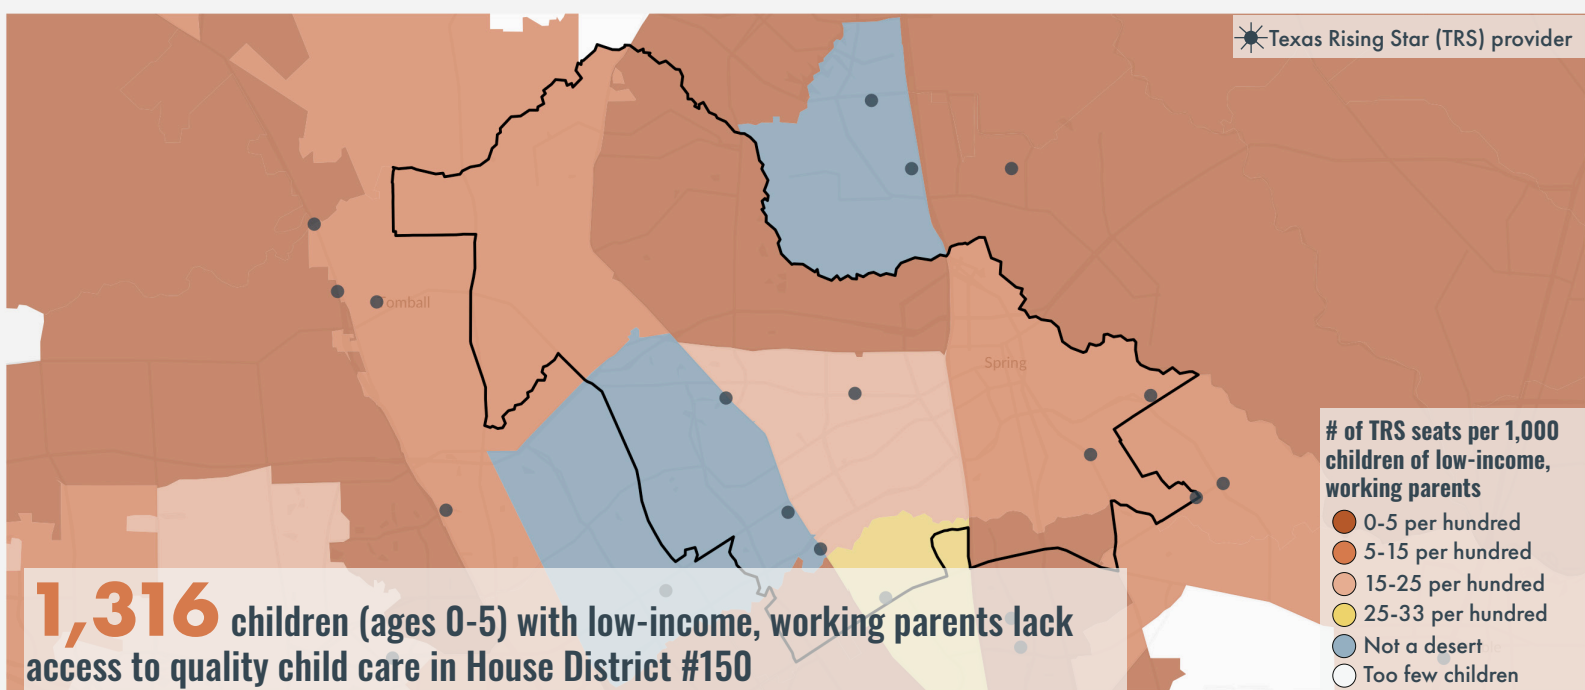 Texas Rising Star (TRS) provider
Tomball
Spring
# of TRS seats per 1,000
children of low-income,
working parents
0-5 per hundred
5-15 per hundred
15-25 per hundred
25-33 per hundred
Not a desert
Too few children
1,316 children (ages 0-5) with low-income, working parents lack
access to quality child care in House District #150